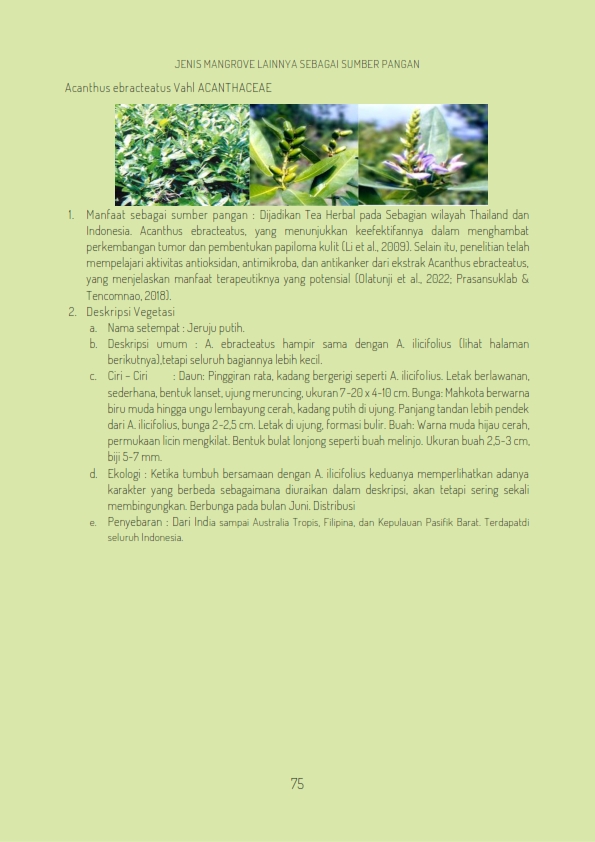 JENIS MANGROVE LAINNYA SEBAGAI SUMBER PANGAN
Acanthus ebracteatus Vahl ACANTHACEAE
1. Manfaat sebagai sumber pangan : Dijadikan Tea Herbal pada Sebagian wilayah Thailand dan
Indonesia. Acanthus ebracteatus, yang menunjukkan keefektifannya dalam menghambat
perkembangan tumor dan pembentukan papiloma kulit (Li et al., 2009). Selain itu, penelitian telah
mempelajari aktivitas antioksidan, antimikroba, dan antikanker dari ekstrak Acanthus ebracteatus,
yang menjelaskan manfaat terapeutiknya yang potensial (Olatunji et al., 2022; Prasansuklab &
Tencomnao, 2018).
2. Deskripsi Vegetasi
a. Nama setempat : Jeruju putih.
b. Deskripsi umum : A. ebracteatus hampir sama dengan A. ilicifolius (lihat halaman
berikutnya),tetapi seluruh bagiannya lebih kecil.
c. Ciri – Ciri : Daun: Pinggiran rata, kadang bergerigi seperti A. ilicifolius. Letak berlawanan,
sederhana, bentuk lanset, ujung meruncing, ukuran 7-20 x 4-10 cm. Bunga: Mahkota berwarna
biru muda hingga ungu lembayung cerah, kadang putih di ujung. Panjang tandan lebih pendek
dari A. ilicifolius, bunga 2-2,5 cm. Letak di ujung, formasi bulir. Buah: Warna muda hijau cerah,
permukaan licin mengkilat. Bentuk bulat lonjong seperti buah melinjo. Ukuran buah 2,5-3 cm,
biji 5-7 mm.
d. Ekologi : Ketika tumbuh bersamaan dengan A. ilicifolius keduanya memperlihatkan adanya
karakter yang berbeda sebagaimana diuraikan dalam deskripsi, akan tetapi sering sekali
membingungkan. Berbunga pada bulan Juni. Distribusi
e. Penyebaran : Dari India sampai Australia Tropis, Filipina, dan Kepulauan Pasifik Barat. Terdapatdi
seluruh Indonesia.
75